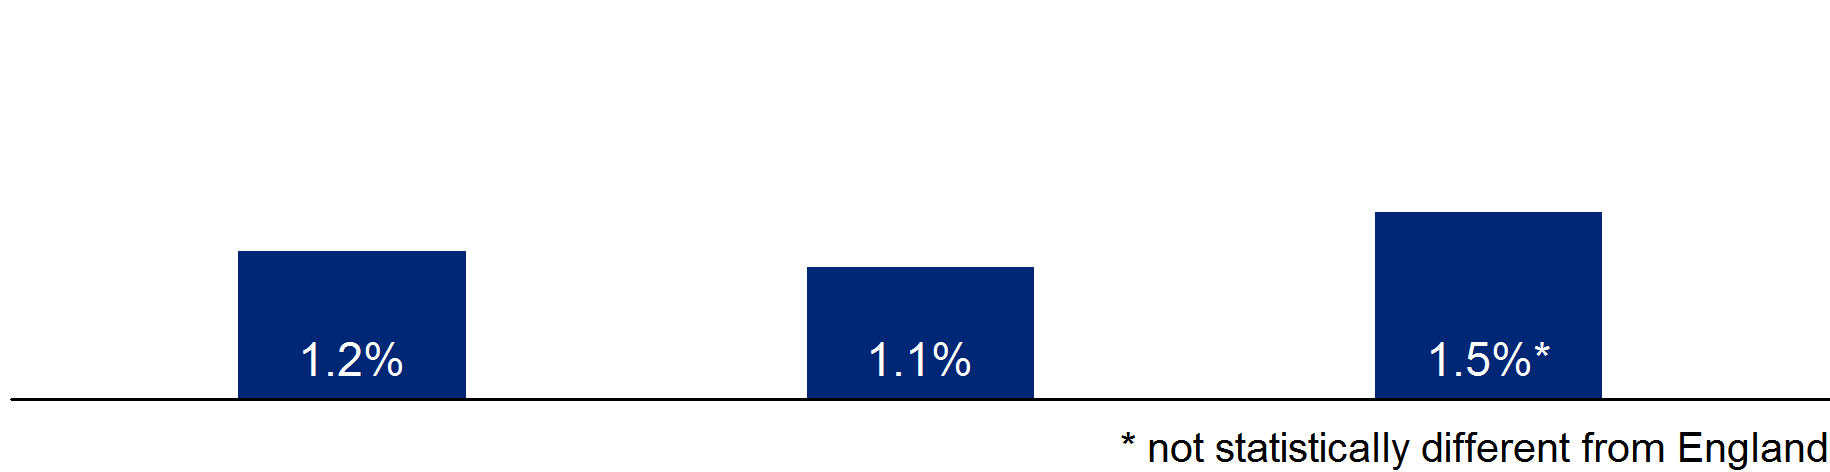 1.2%
1.1%
1.5%*
* not statistically different from England